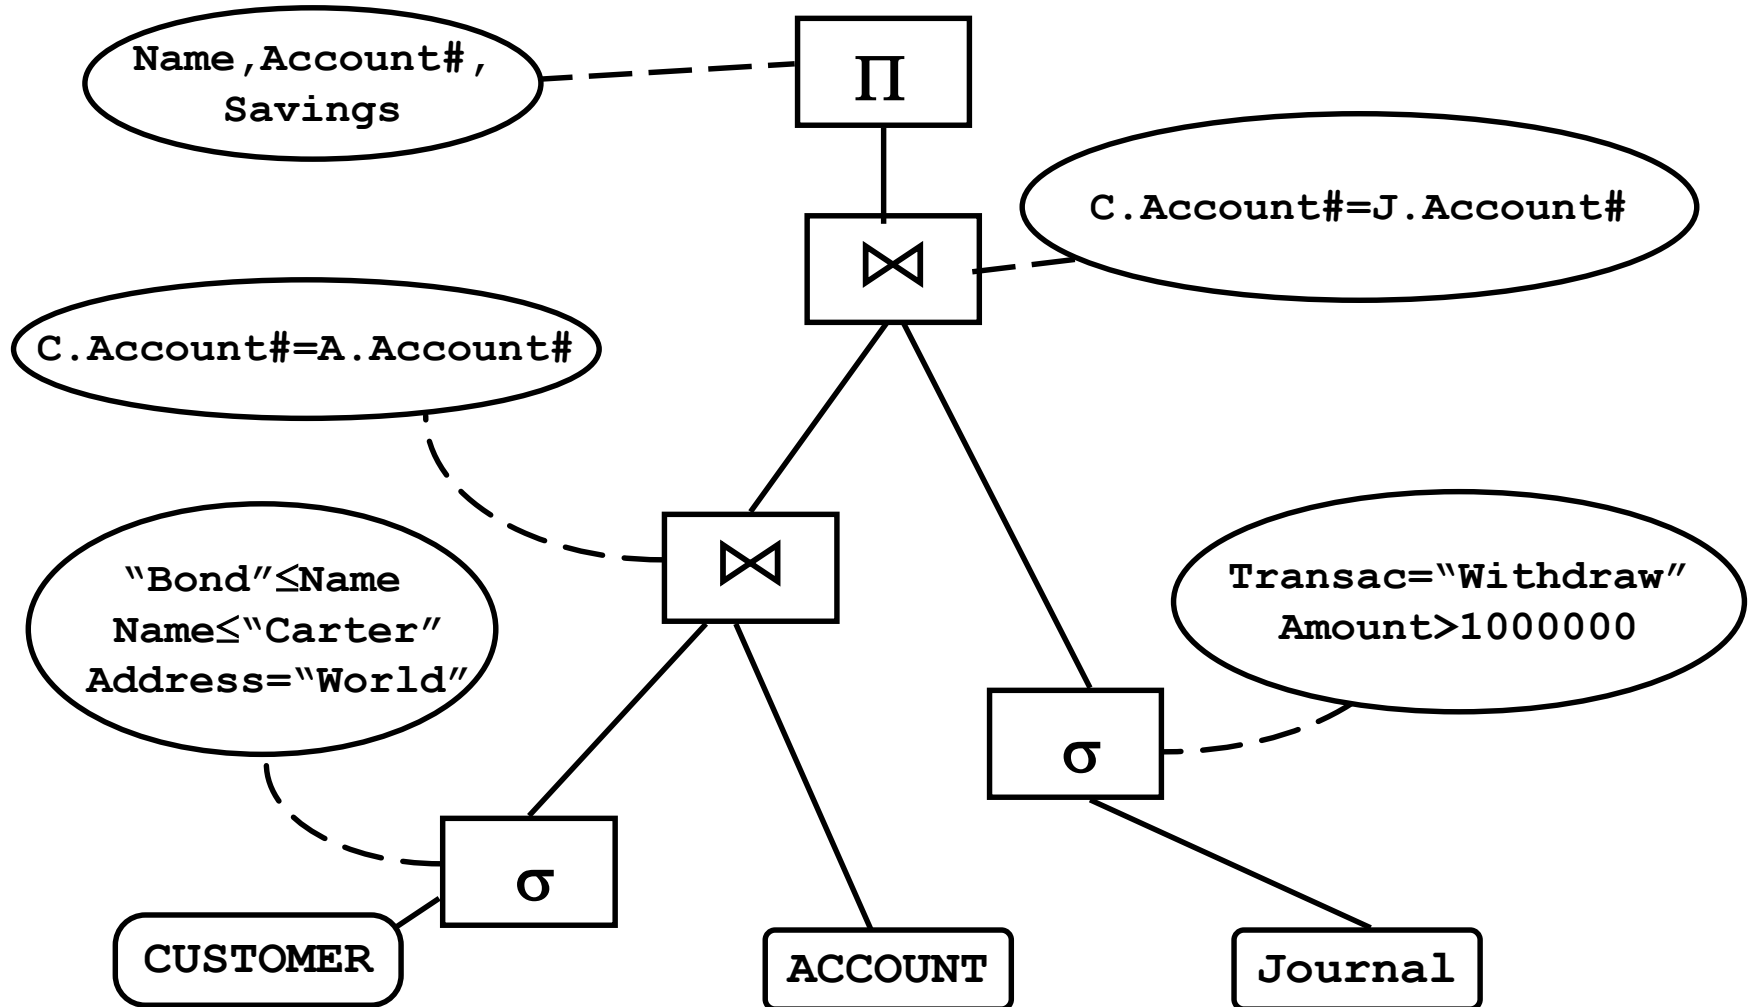 Name,Account#,
Savings
Π
C.Account#=J.Account#
⋈
C.Account#=A.Account#
⋈
“Bond”≤Name
Name≤“Carter”
Address=“World”
Transac=“Withdraw”
Amount>1000000
σ
σ
CUSTOMER
ACCOUNT
Journal